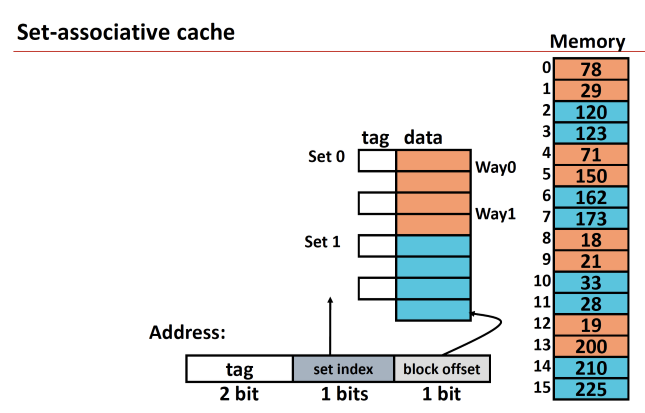 Set-associative cache
Memory
0 78
1 29
2 120
3 123
4 71
5 150
6 162
7 173
8 18
9 21
10 33
11 28
12 19
13 200
14 210
15 225
tag data
Set 0
Way0
Way1
Set 1
Address:
tag set index block offset
2 bit 1 bits 1 bit